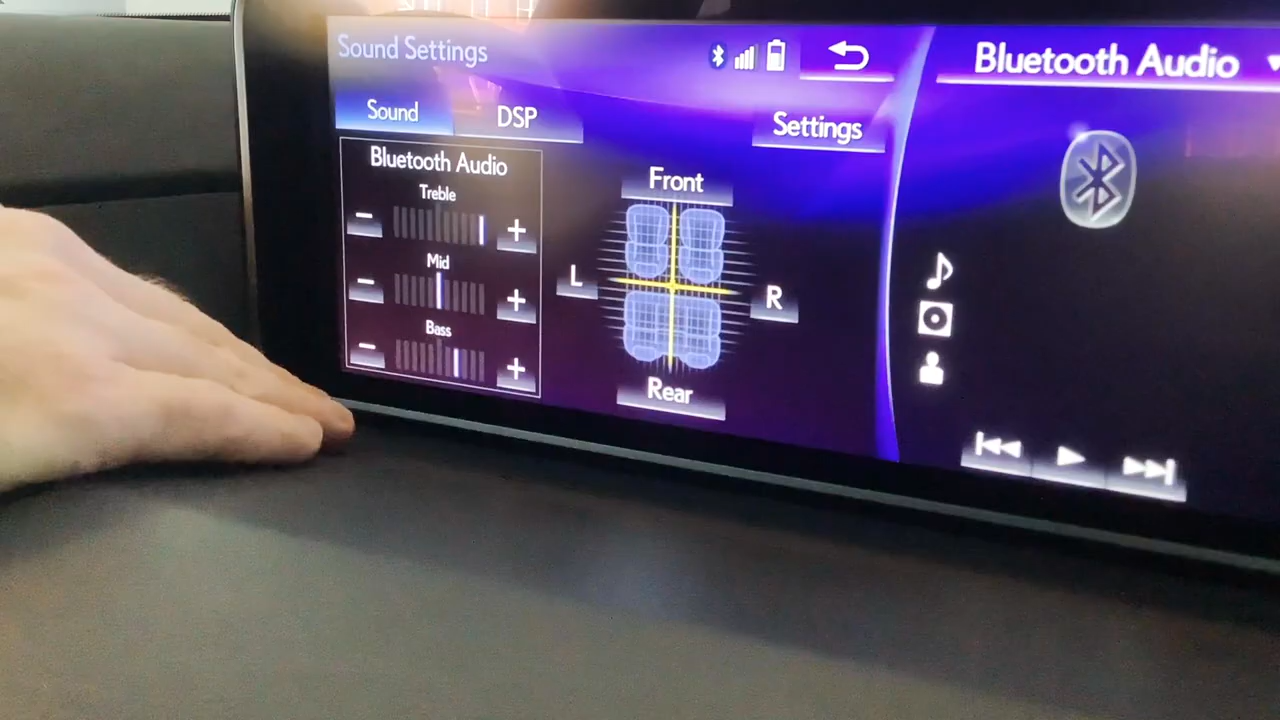 Sound Settings
Bluetooth Audio
Sound
DSP
Settings
Bluetooth Audio
Treble
Mid
Bass
Front
L
R
Rear